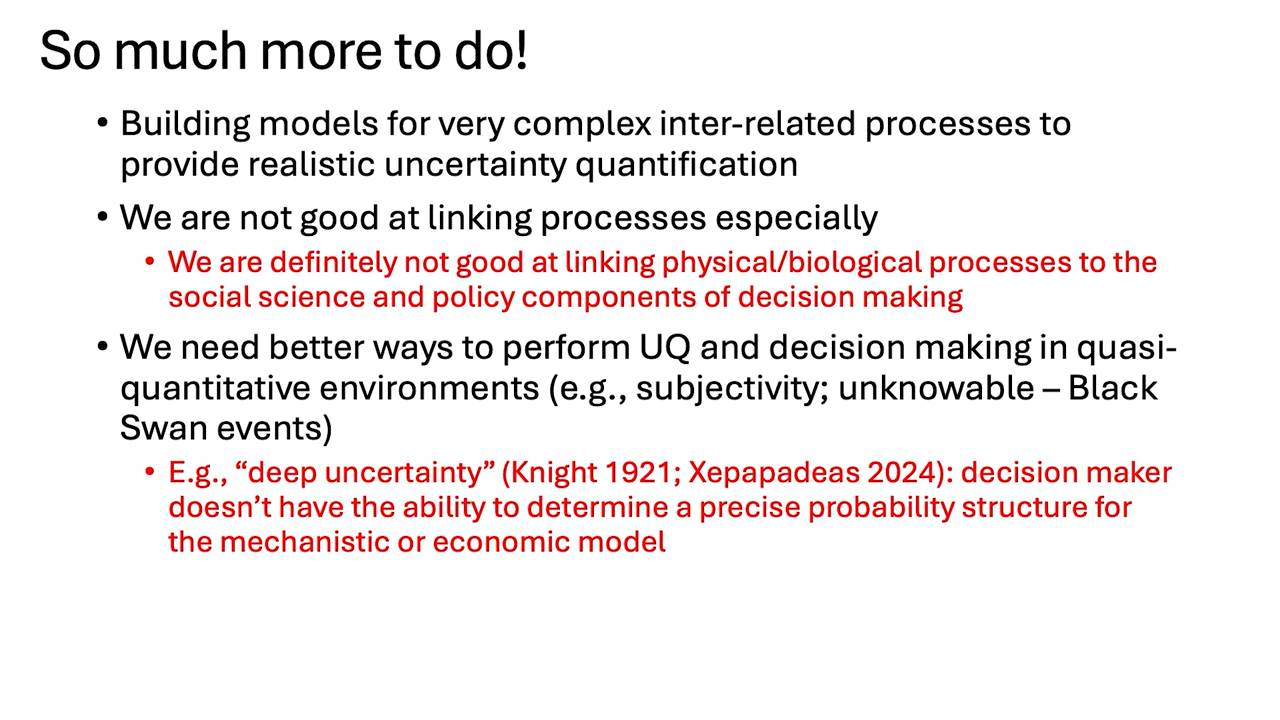 So much more to do!
• Building models for very complex inter-related processes to
provide realistic uncertainty quantification
• We are not good at linking processes especially
• We are definitely not good at linking physical/biological processes to the
social science and policy components of decision making
• We need better ways to perform UQ and decision making in quasi-
quantitative environments (e.g., subjectivity; unknowable – Black
Swan events)
• E.g., “deep uncertainty” (Knight 1921; Xepapadeas 2024): decision maker
doesn’t have the ability to determine a precise probability structure for
the mechanistic or economic model